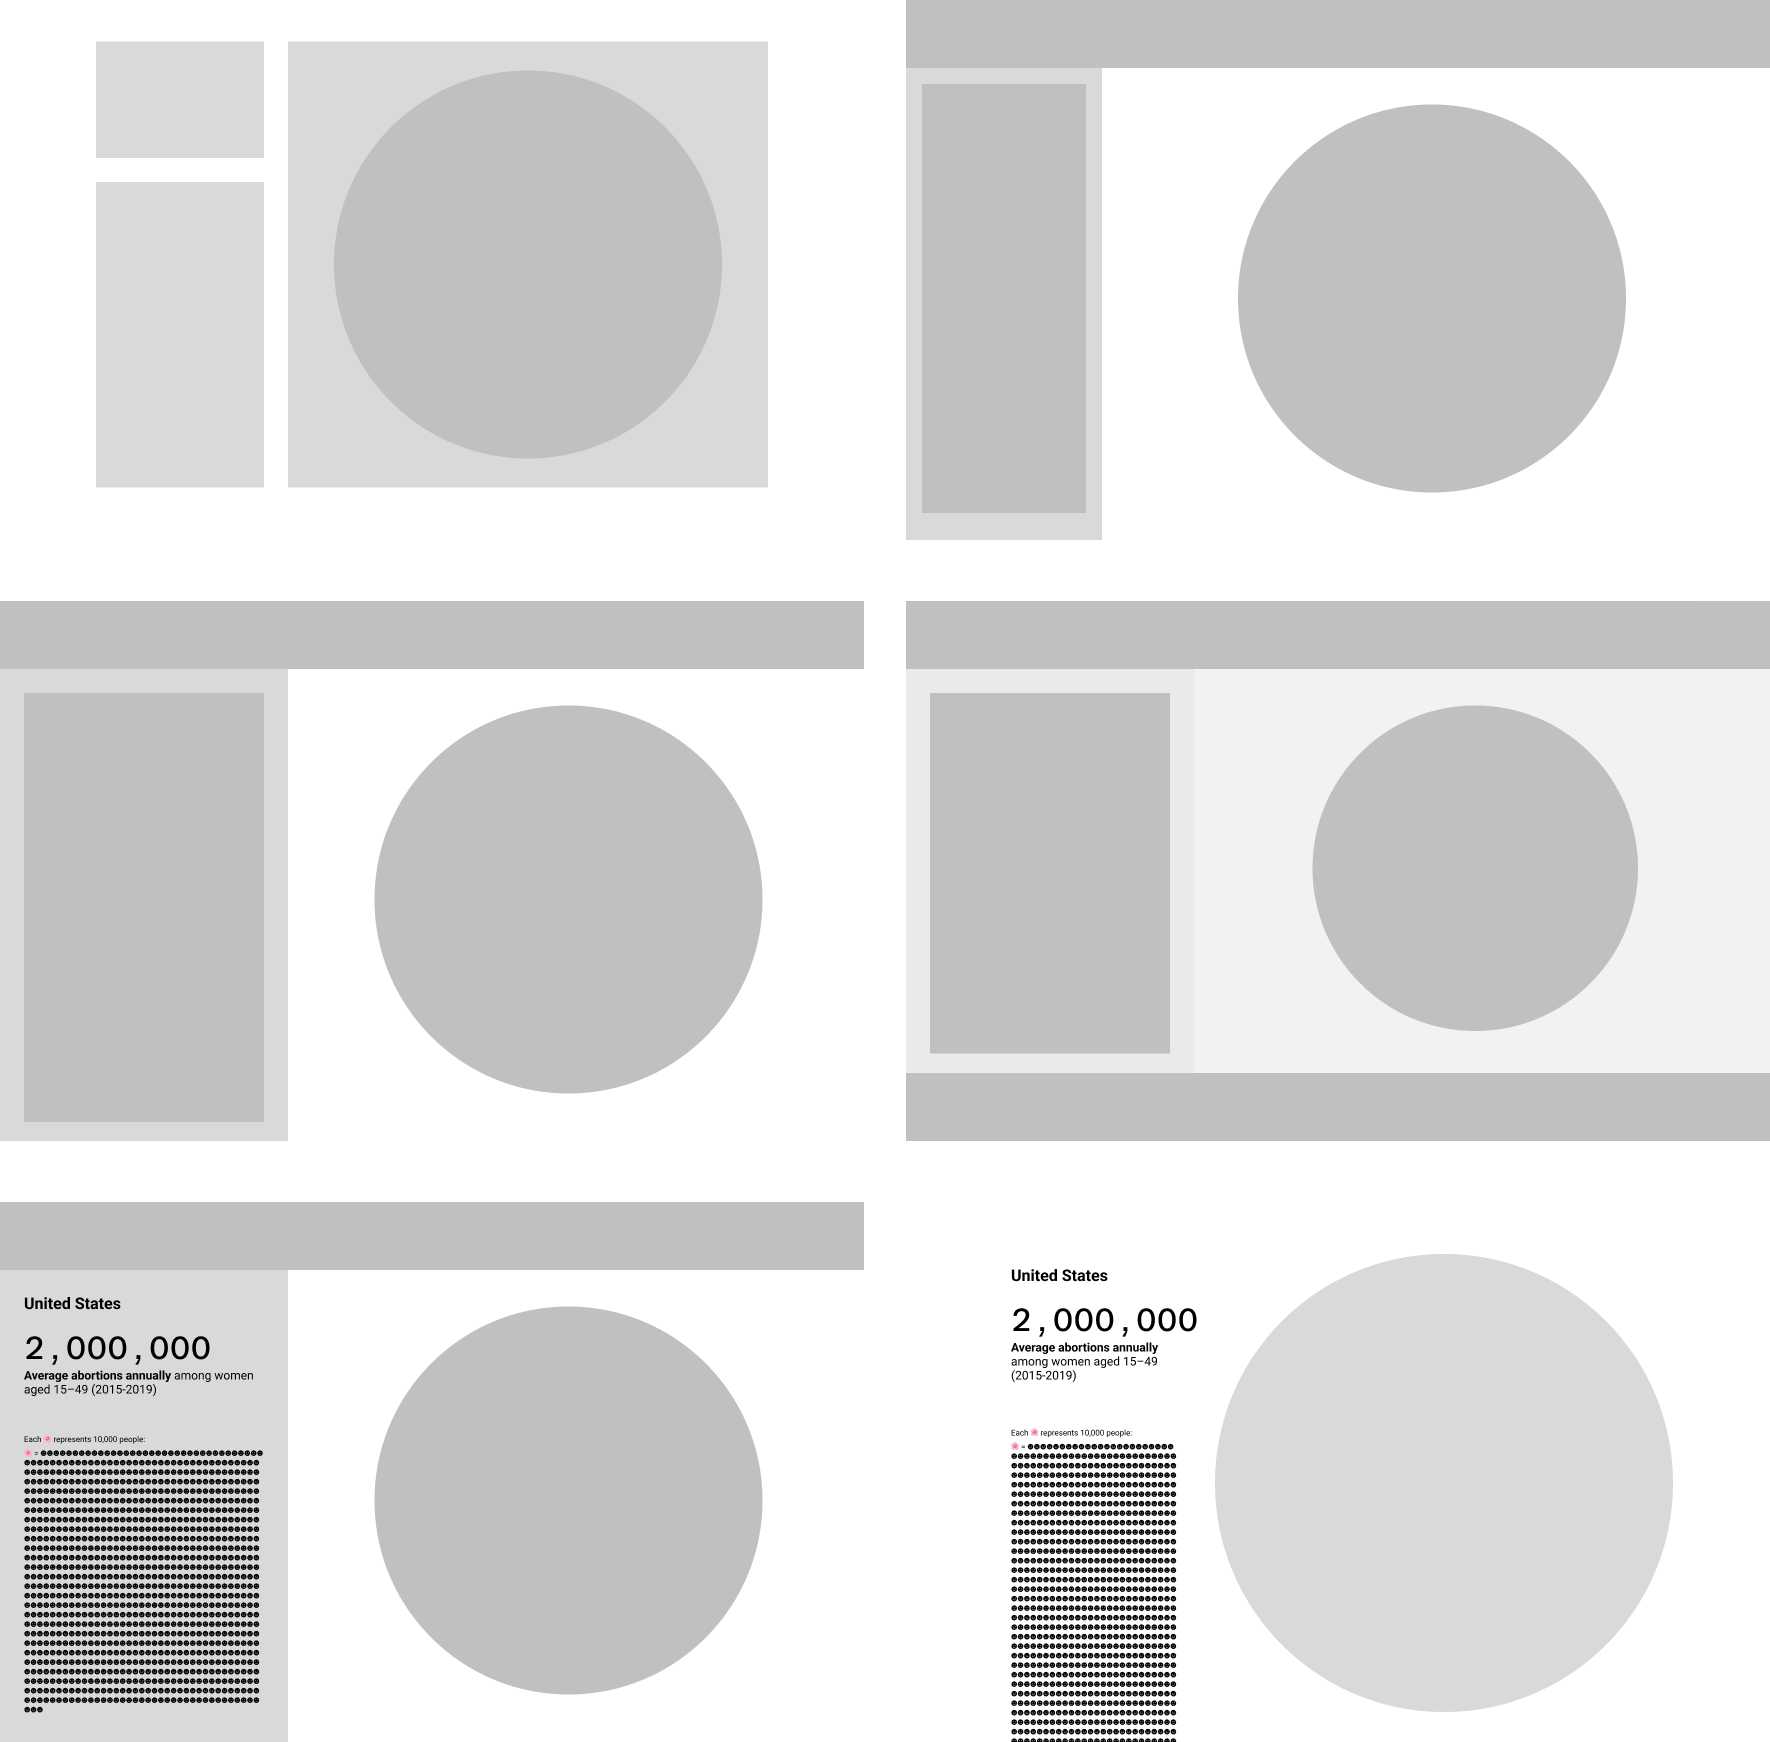 United States
2,000,000
Average abortions annually among women
aged 15–49 (2015-2019)
Each 🌸 represents 10,000 people:
🌸 =
United States
2,000,000
Average abortions annually
among women aged 15–49
(2015-2019)
Each 🌸 represents 10,000 people:
🌸 =